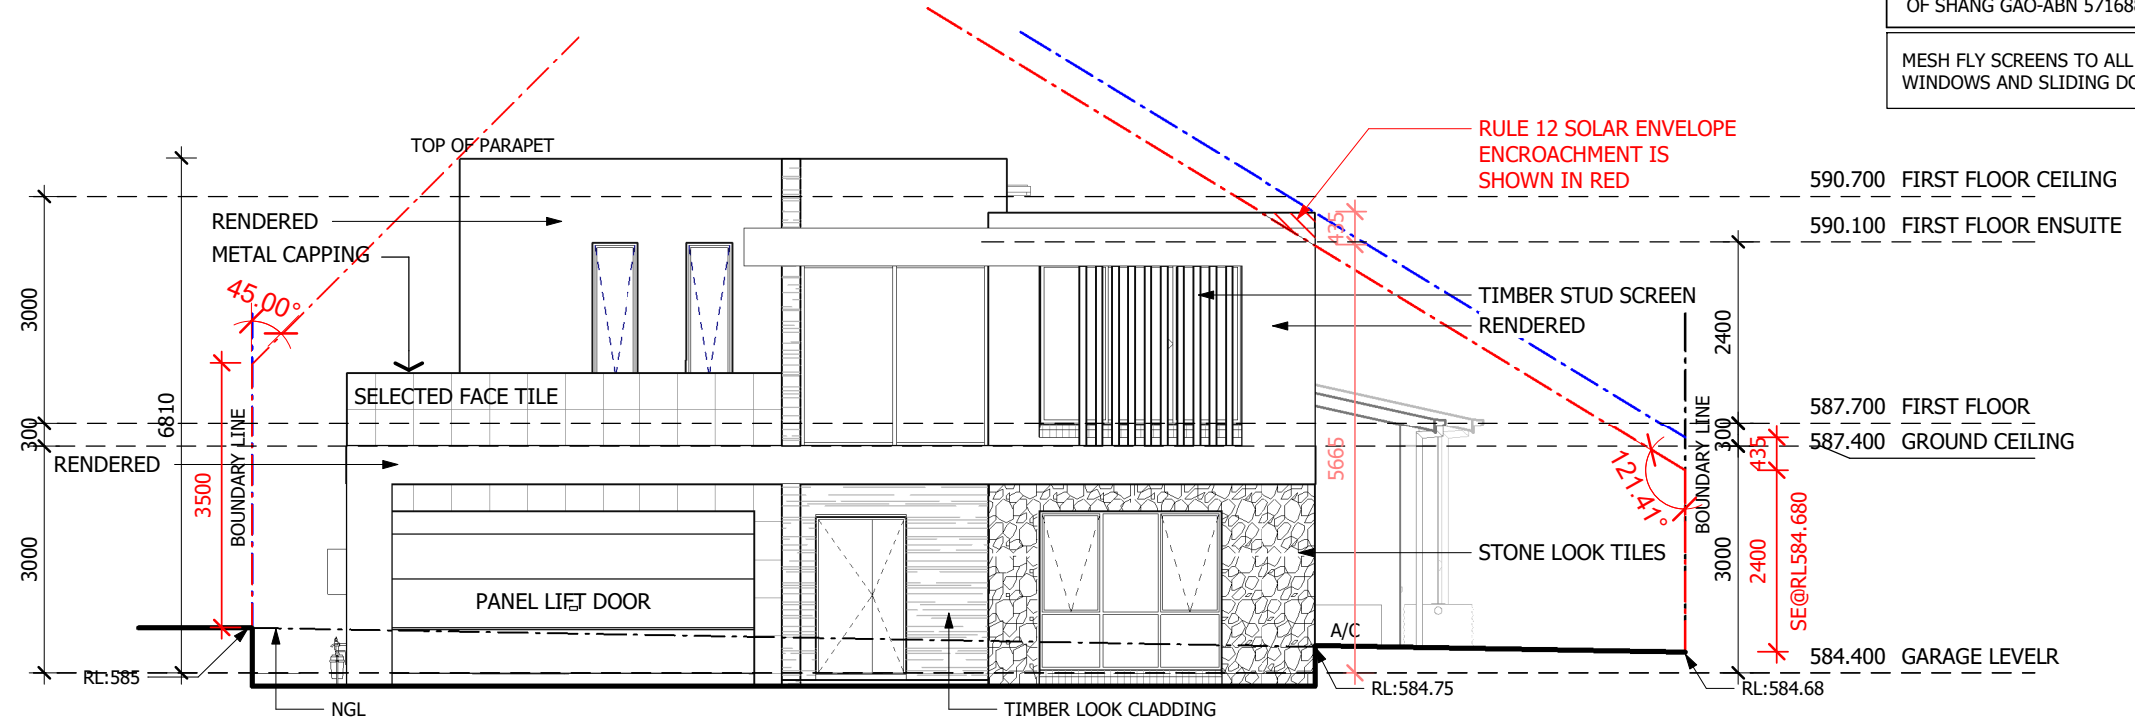 OF SHANG GAO-ABN 57168
MESH FLY SCREENS TO ALL
WINDOWS AND SLIDING DO
RULE 12 SOLAR ENVELOPE
ENCROACHMENT IS
SHOWN IN RED
TOP OF PARAPET
590.700 FIRST FLOOR CEILING
RENDERED
590.100 FIRST FLOOR ENSUITE
435
METAL CAPPING
45.00°
TIMBER STUD SCREEN
RENDERED
3000
2400
SELECTED FACE TILE
6810
587.700 FIRST FLOOR
BOUNDARY LINE
BOUNDARY LINE
300
300
587.400 GROUND CEILING
435
RENDERED
5665
3500
121.41°
SE@RL584.680
STONE LOOK TILES
3000
3000
2400
PANEL LIFT DOOR
A/C
584.400 GARAGE LEVELR
RL:585
RL:584.75
RL:584.68
NGL
TIMBER LOOK CLADDING